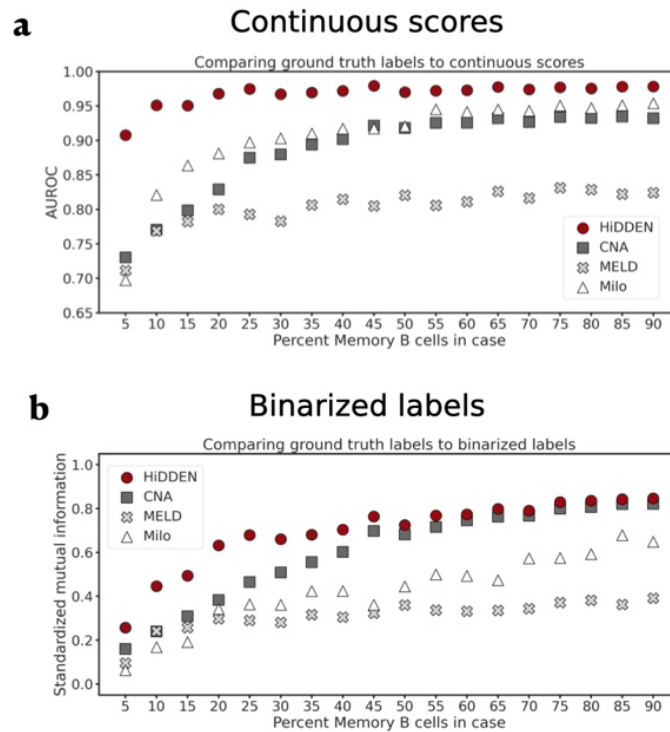 a
Continuous scores
Comparing ground truth labels to continuous scores
1.00
0.95
0.90
0.85
0.80
0.75
0.70
0.65
AUROC
HiDDEN
CNA
MELD
Milo
5 10 15 20 25 30 35 40 45 50 55 60 65 70 75 80 85 90
Percent Memory B cells in case
b
Binarized labels
Comparing ground truth labels to binarized labels
1.0
0.8
0.6
0.4
0.2
0.0
Standardized mutual information
HiDDEN
CNA
MELD
Milo
5 10 15 20 25 30 35 40 45 50 55 60 65 70 75 80 85 90
Percent Memory B cells in case